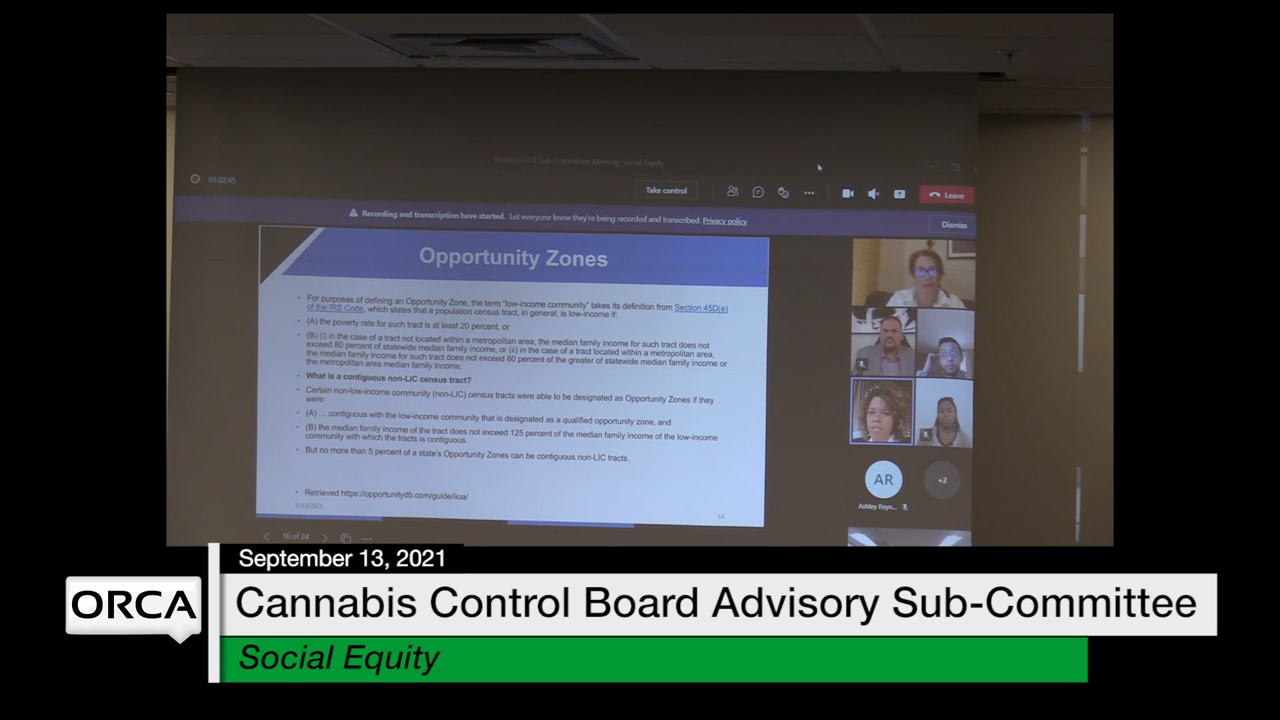 Vermont CCB Sub Committee Meeting: Social Equity
01:02:45
Take control
Leave
Recording and transcription have started. Let everyone know they're being recorded and transcribed. Privacy policy
Dismiss
Opportunity Zones
• For purposes of defining an Opportunity Zone, the term "low-income community" takes its definition from Section 45D(e)
of the IRS Code, which states that a population census tract, in general, is low-income if:
• (A) the poverty rate for such tract is at least 20 percent, or
• (B) (i) in the case of a tract not located within a metropolitan area, the median family income for such tract does not
exceed 80 percent of statewide median family income, or (ii) in the case of a tract located within a metropolitan area,
the median family income for such tract does not exceed 80 percent of the greater of statewide median family income or
the metropolitan area median family income.
• What is a contiguous non-LIC census tract?
• Certain non-low-income community (non-LIC) census tracts were able to be designated as Opportunity Zones if they
were:
• (A) … contiguous with the low-income community that is designated as a qualified opportunity zone, and
• (B) the median family income of the tract does not exceed 125 percent of the median family income of the low-income
community with which the tracts is contiguous.
• But no more than 5 percent of a state's Opportunity Zones can be contiguous non-LIC tracts.
• Retrieved https://opportunitydb.com/guide/iioa/
16
16 of 24
AR
+2
Ashley Reyn...
September 13, 2021
ORCA
Cannabis Control Board Advisory Sub-Committee
Social Equity